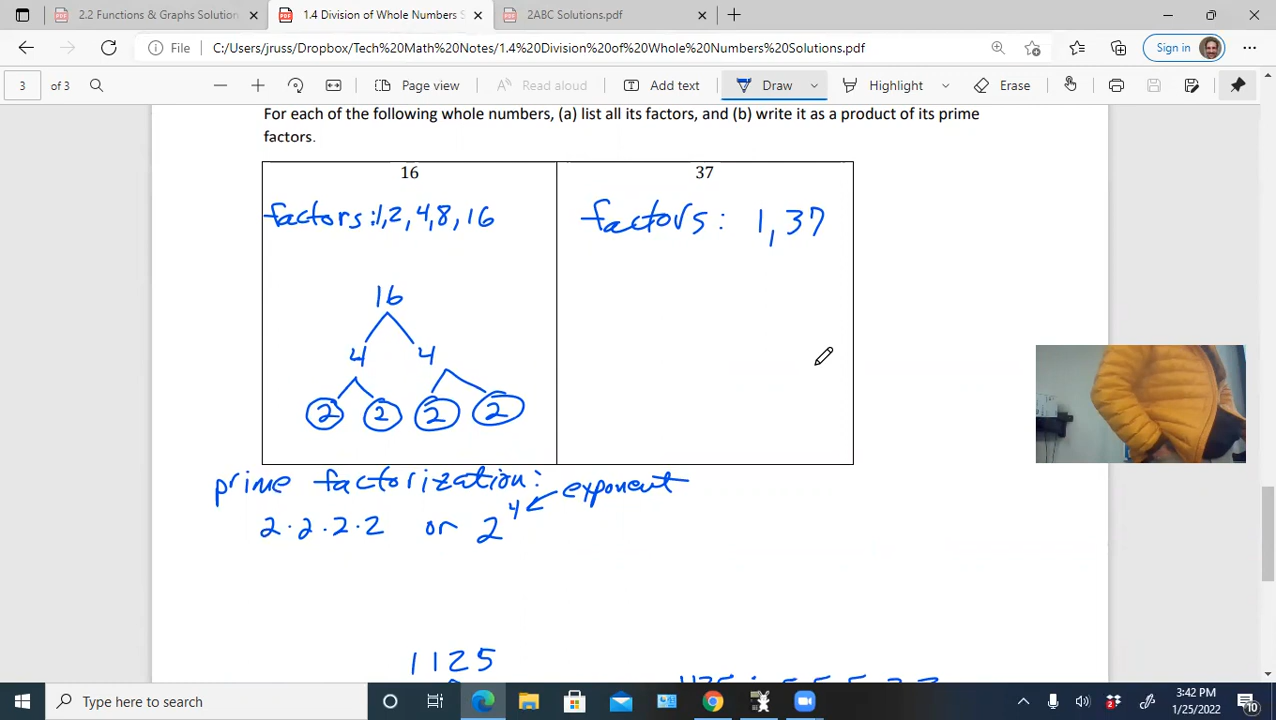 2.2 Factors & Graphs Solution
1.4 Division of Whole Numbers S
2ABC Solutions.pdf
File
C:/Users/jruss/Dropbox/Tech%20Math%20Notes/1.4%20Division%20of%20Whole%20Numbers%20Solutions.pdf
Sign in
3 of 3
Page view
Read aloud
Add text
Draw
Highlight
Erase
For each of the following whole numbers, (a) list all its factors, and (b) write it as a product of its prime
factors.
16
37
factors: 1, 2, 4, 8, 16
factors: 1, 37
16
4 4
2 2 2 2
prime factorization:
exponent
2·2·2·2 or 2⁴
1125
Type here to search
3:42 PM
1/25/2022
10